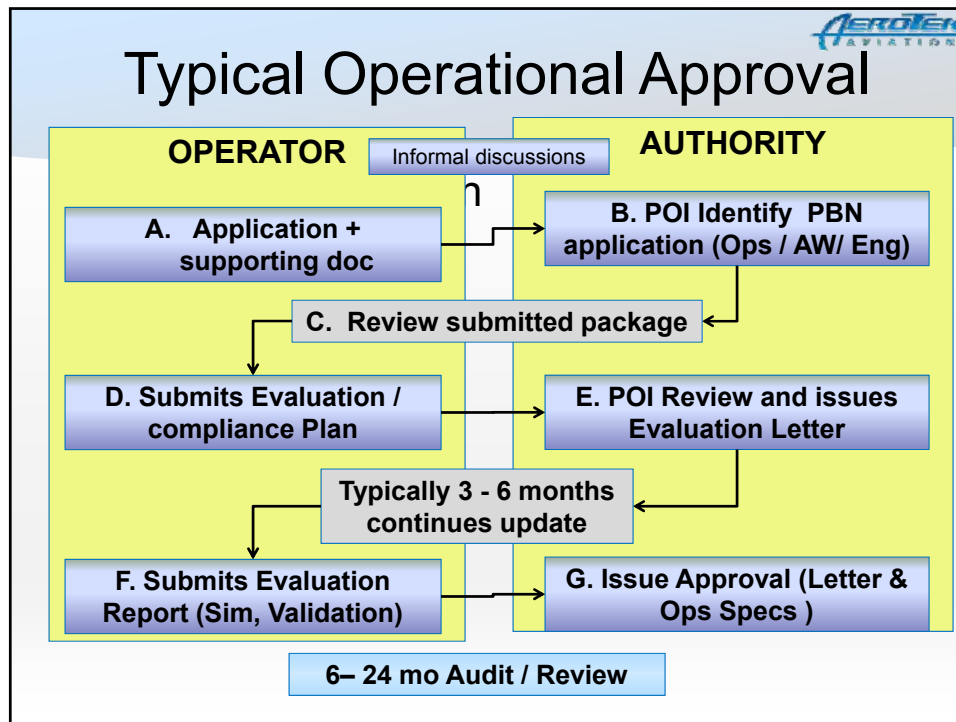 AEROTEK
AVIATION
Typical Operational Approval
OPERATOR
AUTHORITY
Informal discussions
A. Application +
supporting doc
B. POI Identify PBN
application (Ops / AW/ Eng)
C. Review submitted package
D. Submits Evaluation /
compliance Plan
E. POI Review and issues
Evaluation Letter
Typically 3 - 6 months
continues update
F. Submits Evaluation
Report (Sim, Validation)
G. Issue Approval (Letter &
Ops Specs )
6– 24 mo Audit / Review